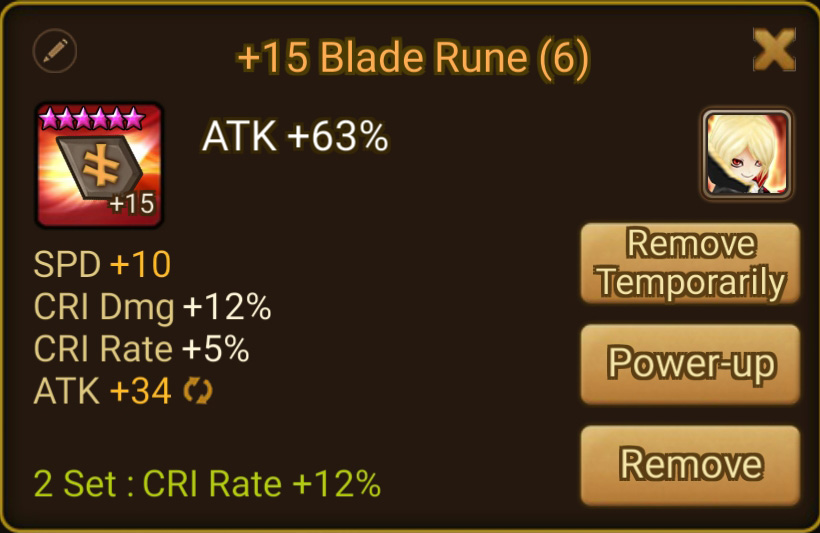 +15 Blade Rune (6)
ATK +63%
+15
SPD +10
CRI Dmg +12%
CRI Rate +5%
ATK +34
2 Set : CRI Rate +12%
Remove
Temporarily
Power-up
Remove